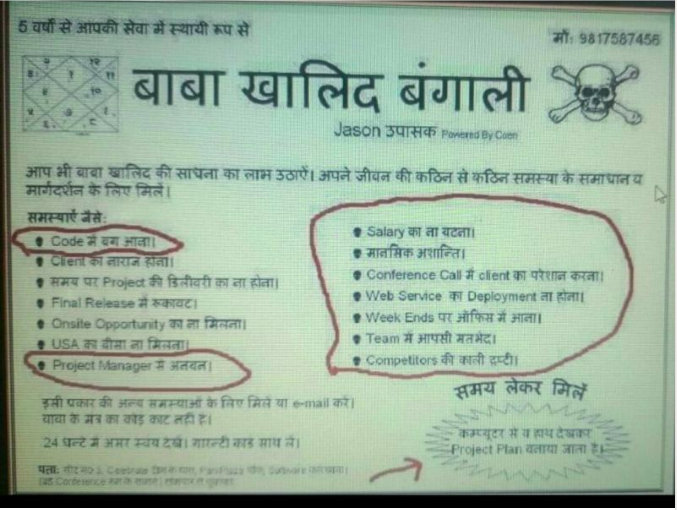 5 वर्षो से आपकी सेवा में स्थायी रूप से
मों: 9817587456
बाबा खालिद बंगाली
Jason उपासक Powered By Coen
आप भी बाबा खालिद की साधना का लाभ उठाऐं। अपने जीवन की कठिन से कठिन समस्या के समाधान व
मार्गदर्शन के लिए मिलें।
समस्याएँ जैसे:
Code में बग आना।
Client का नाराज होना।
समय पर Project की डिलीवरी का ना होना।
Final Release में रूकावट।
Onsite Opportunity का ना मिलना।
USA का वीसा ना मिलना।
Project Manager से अनबन।
Salary का ना बढना।
मानसिक अशान्ति।
Conference Call में client का परेशान करना।
Web Service का Deployment ना होना।
Week Ends पर ऑफिस में आना।
Team में आपसी मतभेद।
Competitors की काली दृष्टी।
इसी प्रकार की अन्य समस्याओं के लिए मिलें या e-mail करें।
बाबा के मंत्र का कोई काट नहीं है।
24 घन्टे में असर स्वयं देखें। गारन्टी कार्ड साथ लें।
पता:
समय लेकर मिलें
कम्प्यूटर से व हाथ देखकर
Project Plan बनाया जाता है।